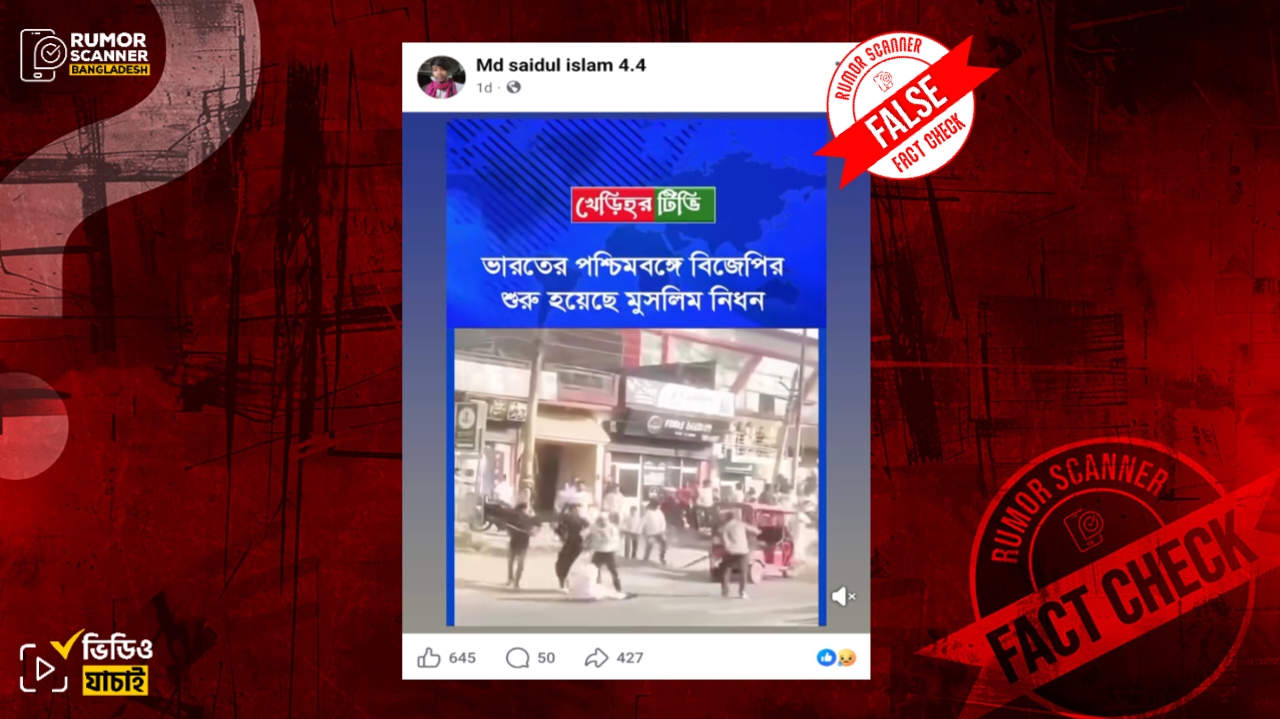 RUMOR
SCANNER
BANGLADESH
Md saidul islam 4.4
1d
RUMOR SCANNER
FALSE
FACT CHECK
খেড়িহর টিভি
ভারতের পশ্চিমবঙ্গে বিজেপির
শুরু হয়েছে মুসলিম নিধন
645
50
427
ভিডিও
যাচাই
RUMOR SCANNER
FACT CHECK